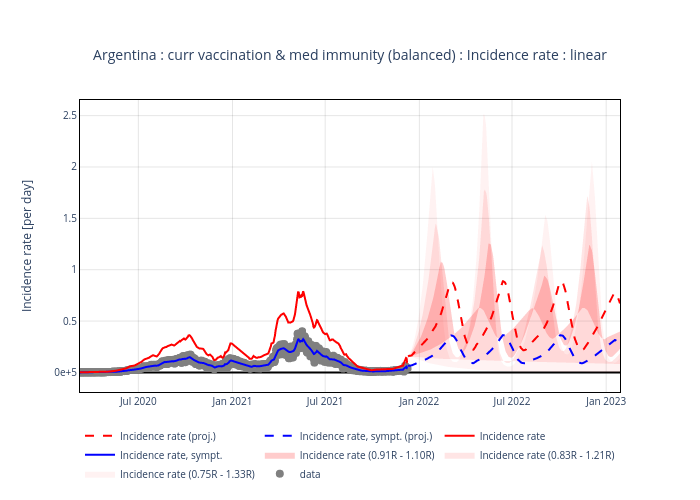 Argentina : curr vaccination & med immunity (balanced) : Incidence rate : linear
Incidence rate [per day]
2.5
2
1.5
1
0.5
0e+5
Jul 2020
Jan 2021
Jul 2021
Jan 2022
Jul 2022
Jan 2023
Incidence rate (proj.)
Incidence rate, sympt. (proj.)
Incidence rate
Incidence rate, sympt.
Incidence rate (0.91R - 1.10R)
Incidence rate (0.83R - 1.21R)
Incidence rate (0.75R - 1.33R)
data